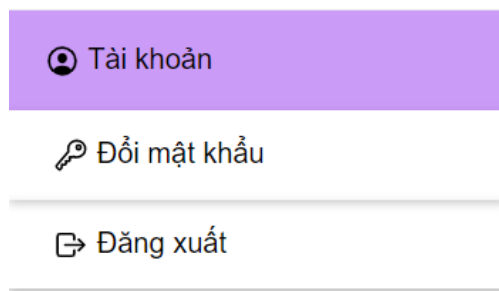 Tài khoản
Đổi mật khẩu
Đăng xuất